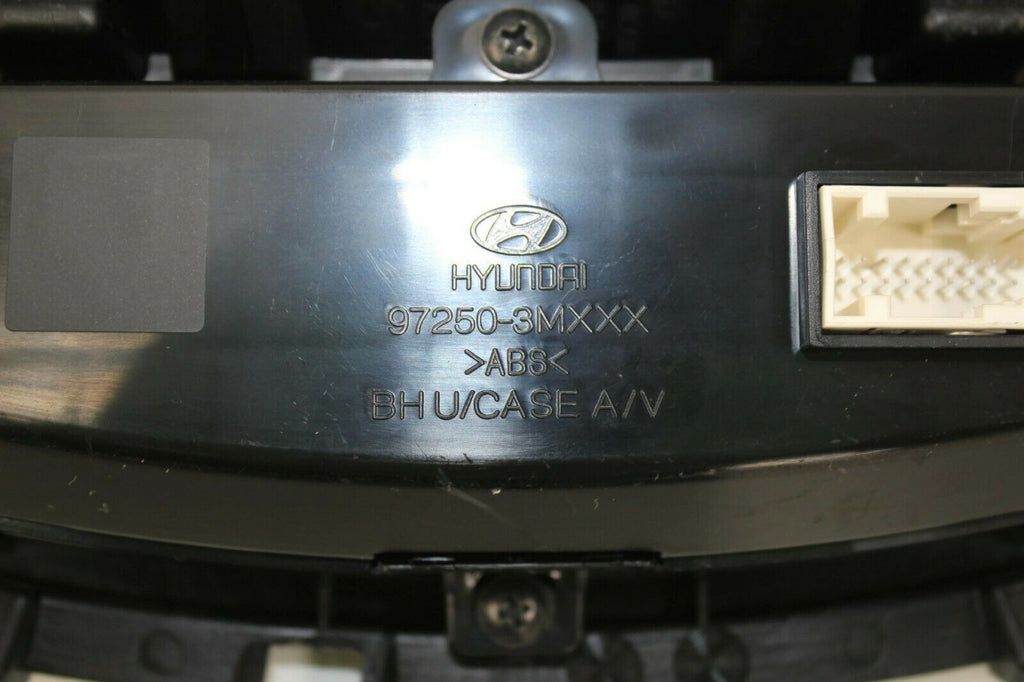 HYUNDAI
97250-3MXXX
>ABS<
BH U/CASE A/V